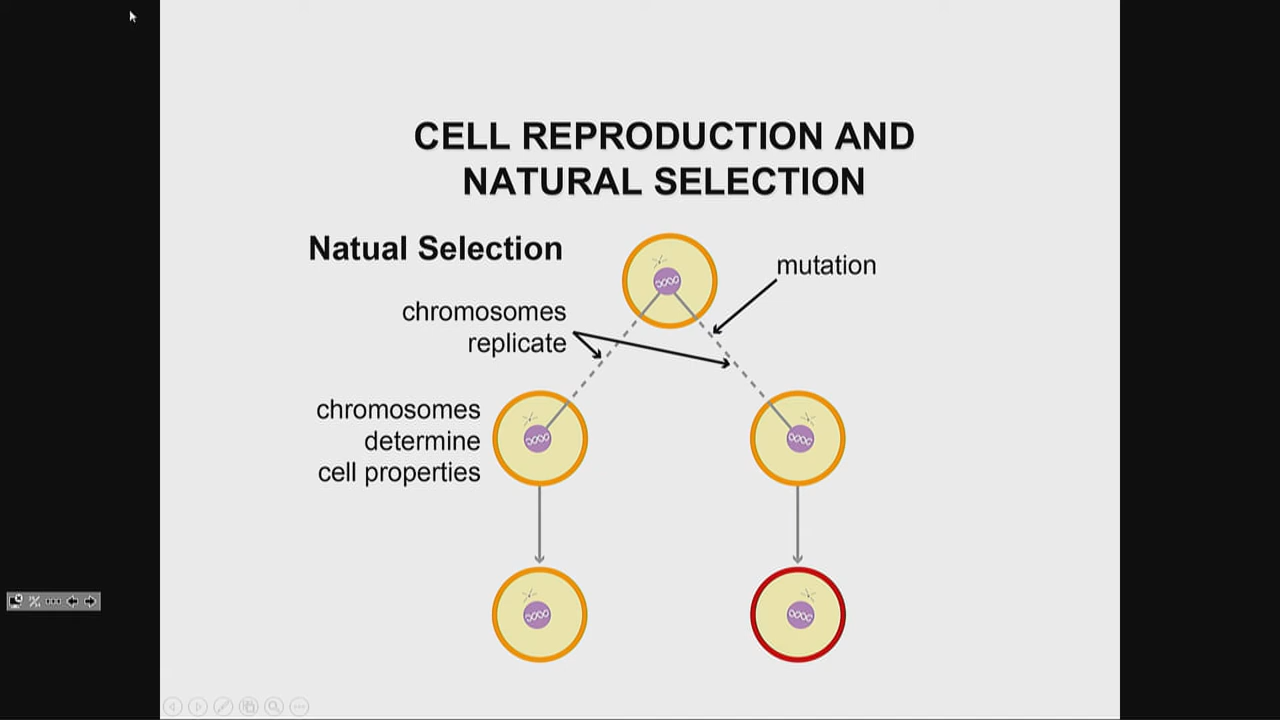 CELL REPRODUCTION AND
NATURAL SELECTION
Natual Selection
mutation
chromosomes
replicate
chromosomes
determine
cell properties